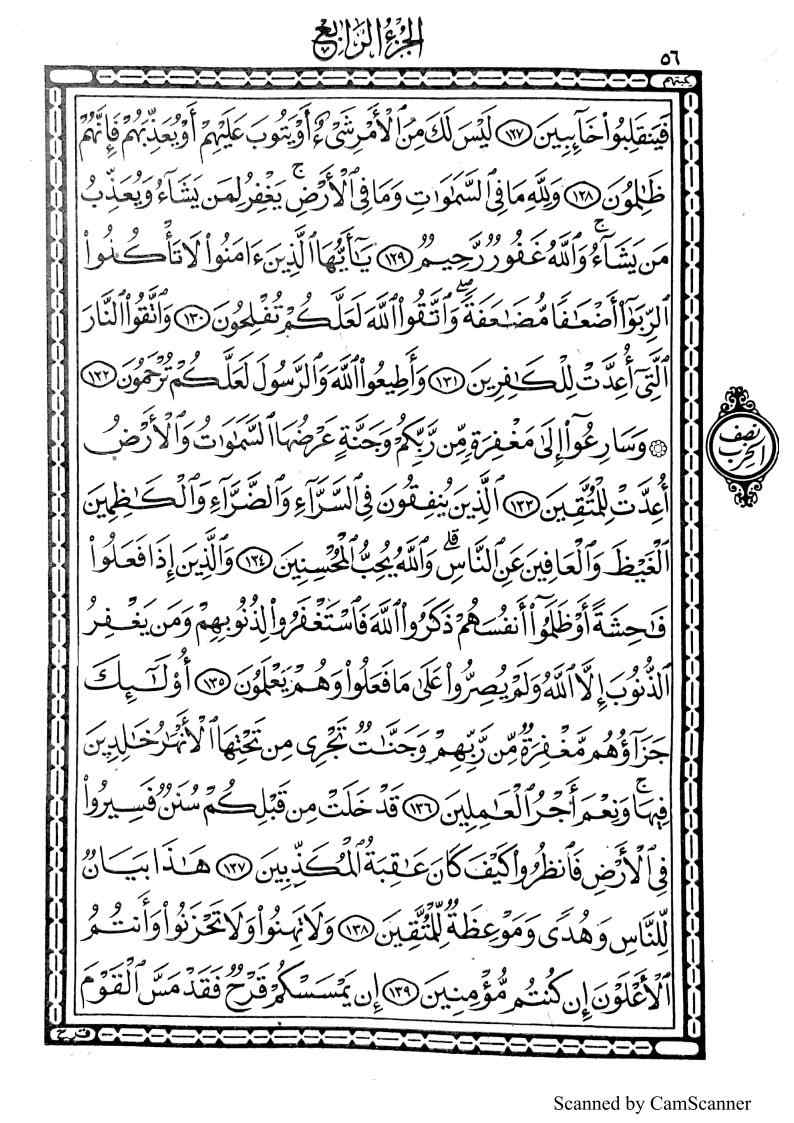 الجزء الرابع
٥٦
يكبتهم
فَيَنقَلِبُوا۟ خَآئِبِينَ ١٢٧ لَيْسَ لَكَ مِنَ ٱلْأَمْرِ شَىْءٌ أَوْ يَتُوبَ عَلَيْهِمْ أَوْ يُعَذِّبَهُمْ فَإِنَّهُمْ
ظَٰلِمُونَ ١٢٨ وَلِلَّهِ مَا فِى ٱلسَّمَٰوَٰتِ وَمَا فِى ٱلْأَرْضِ ۚ يَغْفِرُ لِمَن يَشَآءُ وَيُعَذِّبُ
مَن يَشَآءُ ۚ وَٱللَّهُ غَفُورٌ رَّحِيمٌ ١٢٩ يَٰٓأَيُّهَا ٱلَّذِينَ ءَامَنُوا۟ لَا تَأْكُلُوا۟
ٱلرِّبَوٰٓا۟ أَضْعَٰفًا مُّضَٰعَفَةً ۖ وَٱتَّقُوا۟ ٱللَّهَ لَعَلَّكُمْ تُفْلِحُونَ ١٣٠ وَٱتَّقُوا۟ ٱلنَّارَ
ٱلَّتِىٓ أُعِدَّتْ لِلْكَٰفِرِينَ ١٣١ وَأَطِيعُوا۟ ٱللَّهَ وَٱلرَّسُولَ لَعَلَّكُمْ تُرْحَمُونَ ١٣٢
۞ وَسَارِعُوٓا۟ إِلَىٰ مَغْفِرَةٍ مِّن رَّبِّكُمْ وَجَنَّةٍ عَرْضُهَا ٱلسَّمَٰوَٰتُ وَٱلْأَرْضُ
نصف
الحزب
أُعِدَّتْ لِلْمُتَّقِينَ ١٣٣ ٱلَّذِينَ يُنفِقُونَ فِى ٱلسَّرَّآءِ وَٱلضَّرَّآءِ وَٱلْكَٰظِمِينَ
ٱلْغَيْظَ وَٱلْعَافِينَ عَنِ ٱلنَّاسِ ۗ وَٱللَّهُ يُحِبُّ ٱلْمُحْسِنِينَ ١٣٤ وَٱلَّذِينَ إِذَا فَعَلُوا۟
فَٰحِشَةً أَوْ ظَلَمُوٓا۟ أَنفُسَهُمْ ذَكَرُوا۟ ٱللَّهَ فَٱسْتَغْفَرُوا۟ لِذُنُوبِهِمْ وَمَن يَغْفِرُ
ٱلذُّنُوبَ إِلَّا ٱللَّهُ وَلَمْ يُصِرُّوا۟ عَلَىٰ مَا فَعَلُوا۟ وَهُمْ يَعْلَمُونَ ١٣٥ أُو۟لَٰٓئِكَ
جَزَآؤُهُم مَّغْفِرَةٌ مِّن رَّبِّهِمْ وَجَنَّٰتٌ تَجْرِى مِن تَحْتِهَا ٱلْأَنْهَٰرُ خَٰلِدِينَ
فِيهَا ۚ وَنِعْمَ أَجْرُ ٱلْعَٰمِلِينَ ١٣٦ قَدْ خَلَتْ مِن قَبْلِكُمْ سُنَنٌ فَسِيرُوا۟
فِى ٱلْأَرْضِ فَٱنظُرُوا۟ كَيْفَ كَانَ عَٰقِبَةُ ٱلْمُكَذِّبِينَ ١٣٧ هَٰذَا بَيَانٌ
لِّلنَّاسِ وَهُدًى وَمَوْعِظَةٌ لِّلْمُتَّقِينَ ١٣٨ وَلَا تَهِنُوا۟ وَلَا تَحْزَنُوا۟ وَأَنتُمُ
ٱلْأَعْلَوْنَ إِن كُنتُم مُّؤْمِنِينَ ١٣٩ إِن يَمْسَسْكُمْ قَرْحٌ فَقَدْ مَسَّ ٱلْقَوْمَ
قرح
Scanned by CamScanner